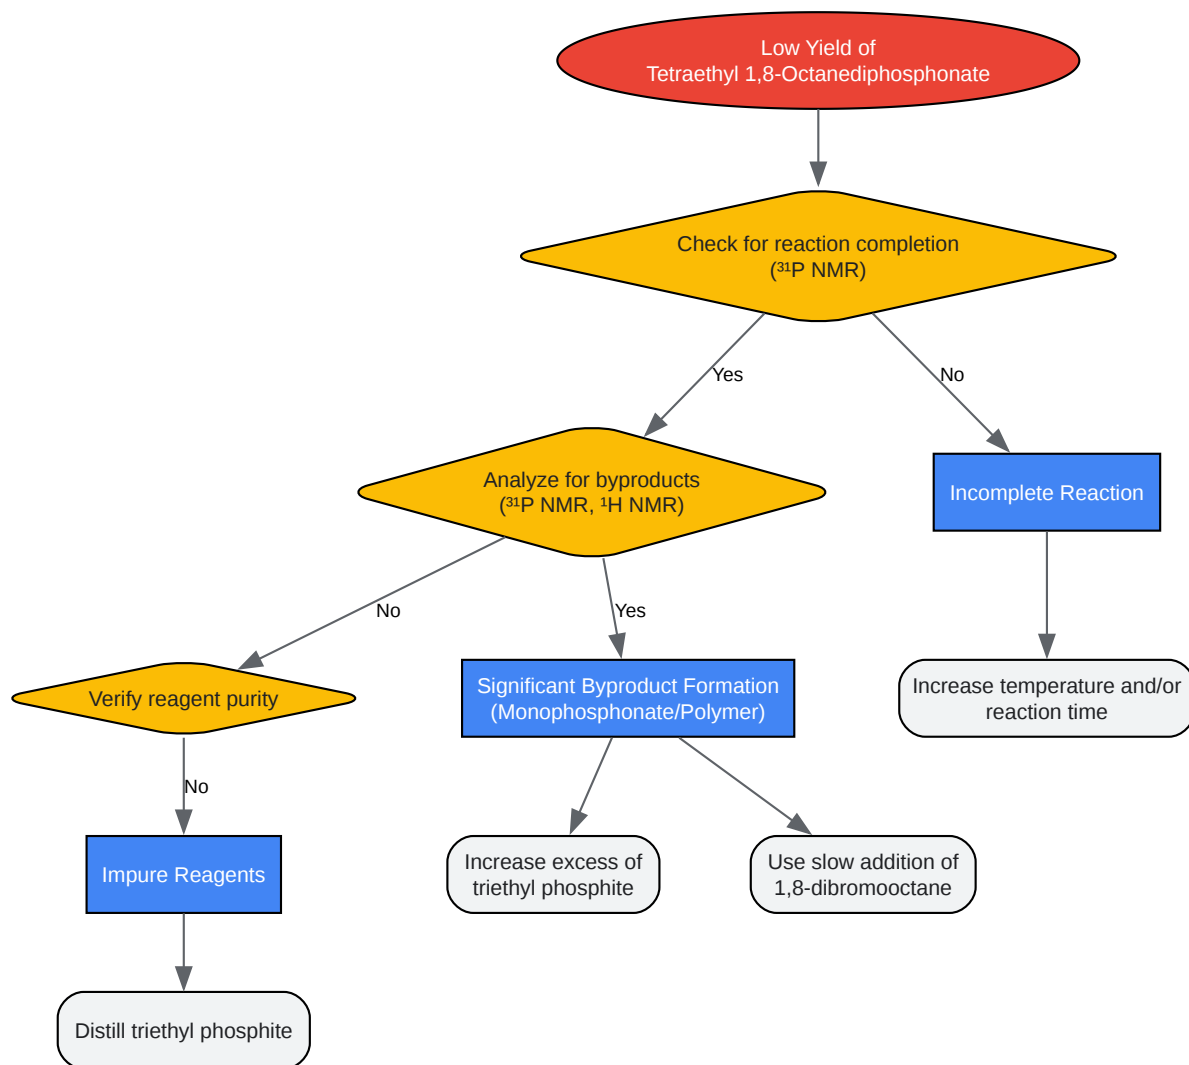 Low Yield of
Tetraethyl 1,8-Octanediphosphonate
Check for reaction completion
(³¹P NMR)
Yes
No
Analyze for byproducts
(³¹P NMR, ¹H NMR)
Incomplete Reaction
No
Yes
Verify reagent purity
Significant Byproduct Formation
(Monophosphonate/Polymer)
Increase temperature and/or
reaction time
No
Impure Reagents
Increase excess of
triethyl phosphite
Use slow addition of
1,8-dibromooctane
Distill triethyl phosphite